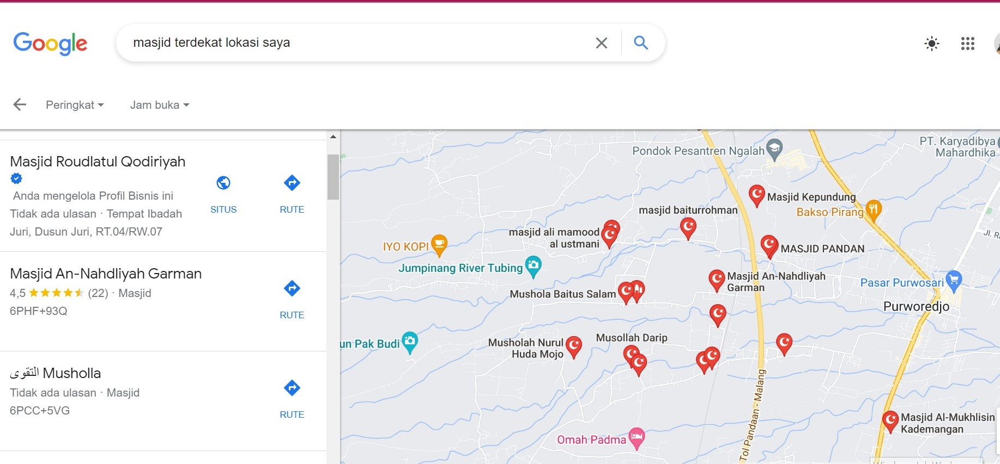 Google
masjid terdekat lokasi saya
Peringkat
Jam buka
Masjid Roudlatul Qodiriyah
Anda mengelola Profil Bisnis ini
Tidak ada ulasan · Tempat Ibadah
Juri, Dusun Juri, RT.04/RW.07
SITUS
RUTE
Masjid An-Nahdliyah Garman
4,5 (22) · Masjid
6PHF+93Q
RUTE
التقوى Musholla
Tidak ada ulasan · Masjid
6PCC+5VG
RUTE
Pondok Pesantren Ngalah
PT. Karyadibya
Mahardhika
Masjid Kepundung
Bakso Pirang
masjid baiturrohman
masjid ali mamood
al ustmani
IYO KOPI
MASJID PANDAN
Jl. R
Jumpinang River Tubing
Masjid An-Nahdliyah
Garman
Pasar Purwosari
Mushola Baitus Salam
Purworedjo
un Pak Budi
Musholah Nurul
Huda Mojo
Musollah Darip
Tol Pandaan - Malang
Masjid Al-Mukhlisin
Kademangan
Omah Padma